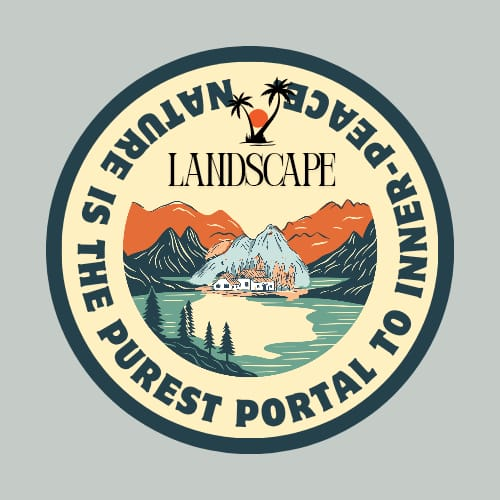 LANDSCAPE
NATURE IS THE PUREST PORTAL TO INNER-PEACE